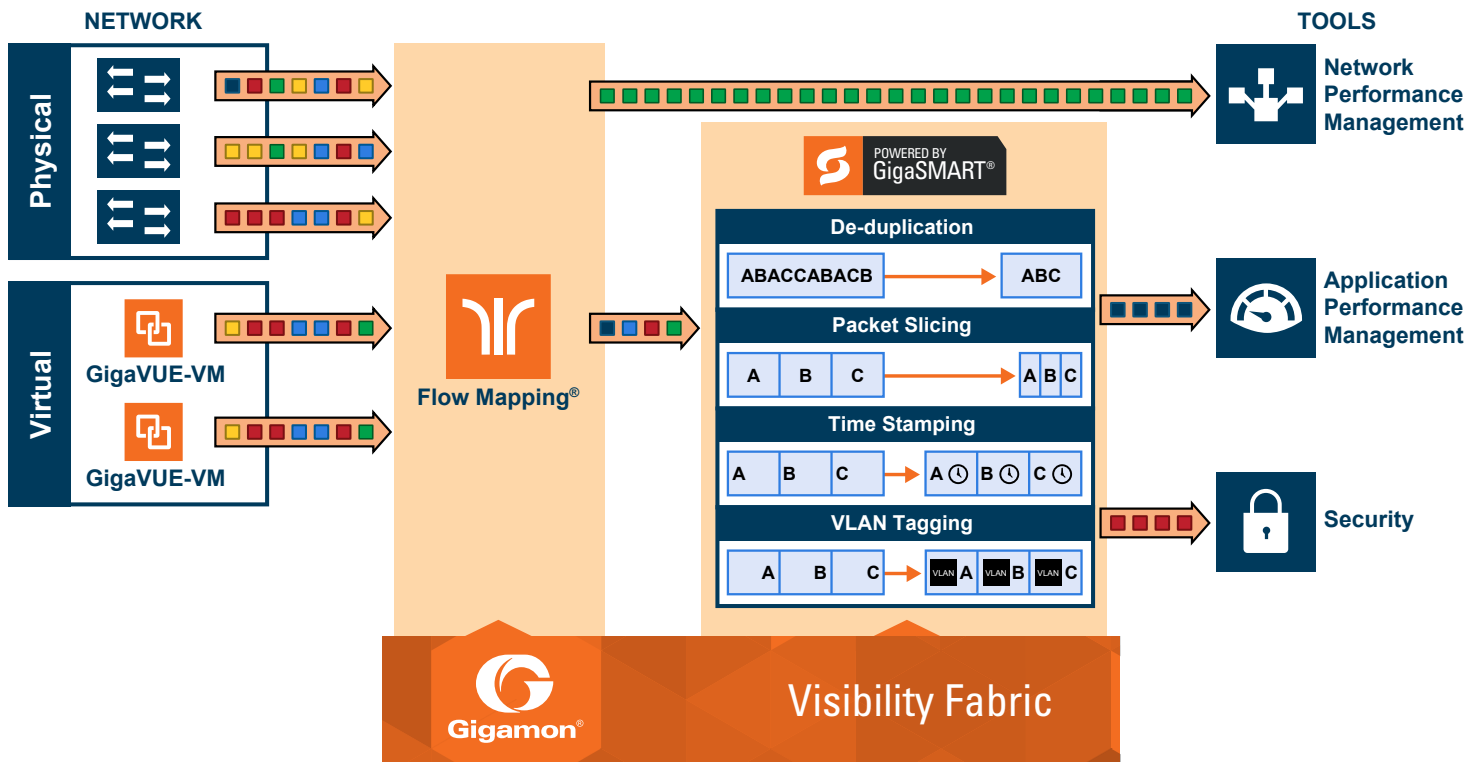 NETWORK
TOOLS
Physical
Virtual
GigaVUE-VM
GigaVUE-VM
Flow Mapping®
POWERED BY
GigaSMART®
De-duplication
ABACCABACB
ABC
Packet Slicing
A B C
A B C
Time Stamping
A B C
A B C
VLAN Tagging
A B C
VLAN A VLAN B VLAN C
Network
Performance
Management
Application
Performance
Management
Security
Gigamon®
Visibility Fabric